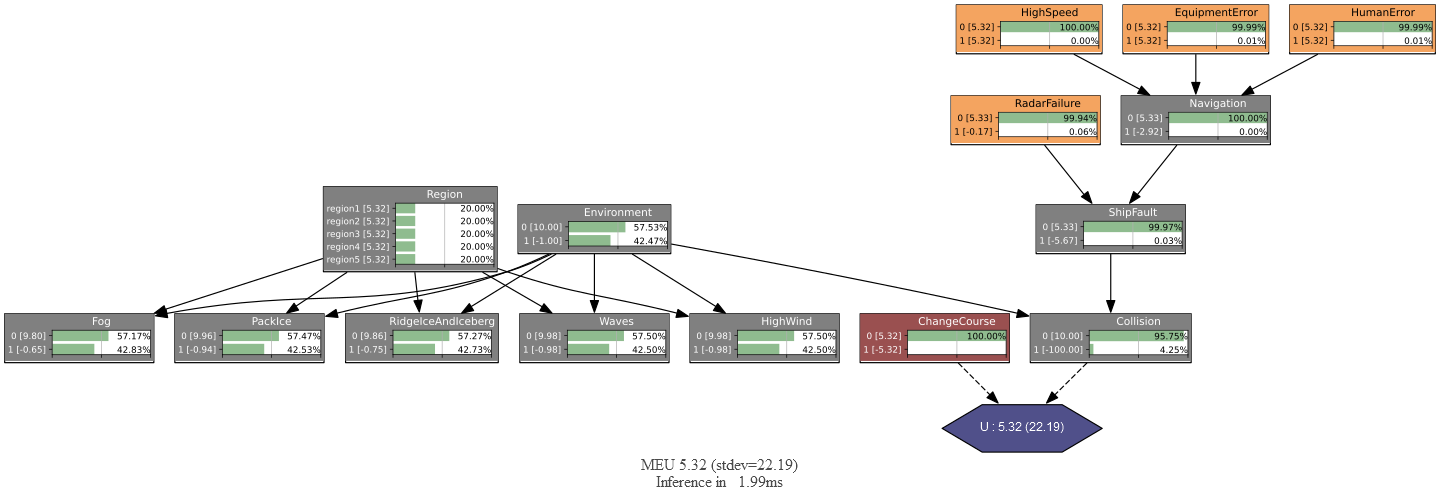 HighSpeed
0 [5.32] 100.00%
1 [5.32] 0.00%
EquipmentError
0 [5.32] 99.99%
1 [5.32] 0.01%
HumanError
0 [5.32] 99.99%
1 [5.32] 0.01%
RadarFailure
0 [5.33] 99.94%
1 [-0.17] 0.06%
Navigation
0 [5.33] 100.00%
1 [-2.92] 0.00%
Region
region1 [5.32] 20.00%
region2 [5.32] 20.00%
region3 [5.32] 20.00%
region4 [5.32] 20.00%
region5 [5.32] 20.00%
Environment
0 [10.00] 57.53%
1 [-1.00] 42.47%
ShipFault
0 [5.33] 99.97%
1 [-5.67] 0.03%
Fog
0 [9.80] 57.17%
1 [-0.65] 42.83%
PackIce
0 [9.96] 57.47%
1 [-0.94] 42.53%
RidgeIceAndIceberg
0 [9.86] 57.27%
1 [-0.75] 42.73%
Waves
0 [9.98] 57.50%
1 [-0.98] 42.50%
HighWind
0 [9.98] 57.50%
1 [-0.98] 42.50%
ChangeCourse
0 [5.32] 100.00%
1 [-5.32]
Collision
0 [10.00] 95.75%
1 [-100.00] 4.25%
U : 5.32 (22.19)
MEU 5.32 (stdev=22.19)
Inference in 1.99ms